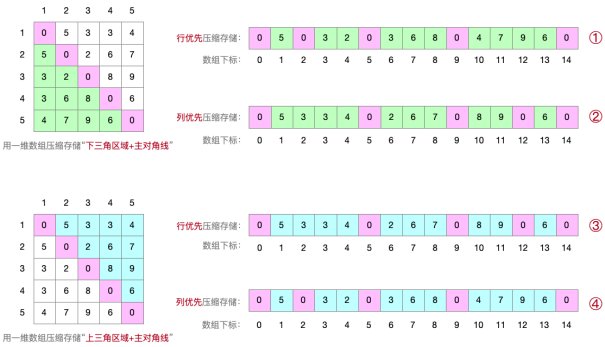 1 2 3 4 5
1 0 5 3 3 4
2 5 0 2 6 7
3 3 2 0 8 9
4 3 6 8 0 6
5 4 7 9 6 0
用一维数组压缩存储“下三角区域+主对角线”
行优先压缩存储: 0 5 0 3 2 0 3 6 8 0 4 7 9 6 0 ①
数组下标: 0 1 2 3 4 5 6 7 8 9 10 11 12 13 14
列优先压缩存储: 0 5 3 3 4 0 2 6 7 0 8 9 0 6 0 ②
数组下标: 0 1 2 3 4 5 6 7 8 9 10 11 12 13 14
1 2 3 4 5
1 0 5 3 3 4
2 5 0 2 6 7
3 3 2 0 8 9
4 3 6 8 0 6
5 4 7 9 6 0
用一维数组压缩存储“上三角区域+主对角线”
行优先压缩存储: 0 5 3 3 4 0 2 6 7 0 8 9 0 6 0 ③
数组下标: 0 1 2 3 4 5 6 7 8 9 10 11 12 13 14
列优先压缩存储: 0 5 0 3 2 0 3 6 8 0 4 7 9 6 0 ④
数组下标: 0 1 2 3 4 5 6 7 8 9 10 11 12 13 14